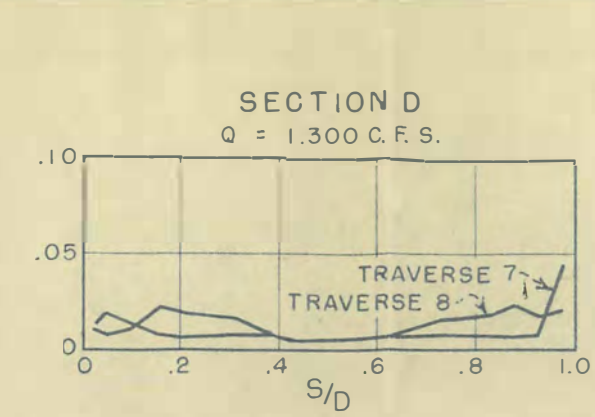 SECTION D
Q = 1.300 C. F. S.
.10
.05
0
TRAVERSE 7
TRAVERSE 8
0 .2 .4 .6 .8 1.0
S/D